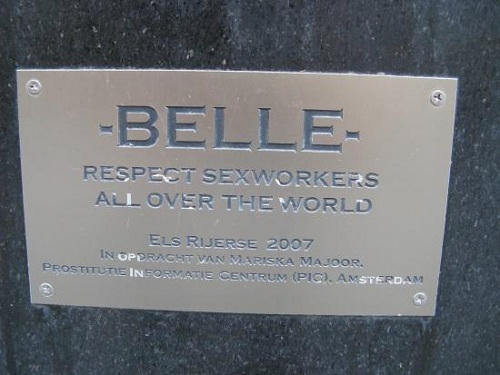 -BELLE-
RESPECT SEXWORKERS
ALL OVER THE WORLD
ELS RIJERSE 2007
IN OPDRACHT VAN MARISKA MAJOOR.
PROSTITUTIE INFORMATIE CENTRUM (PIC), AMSTERDAM